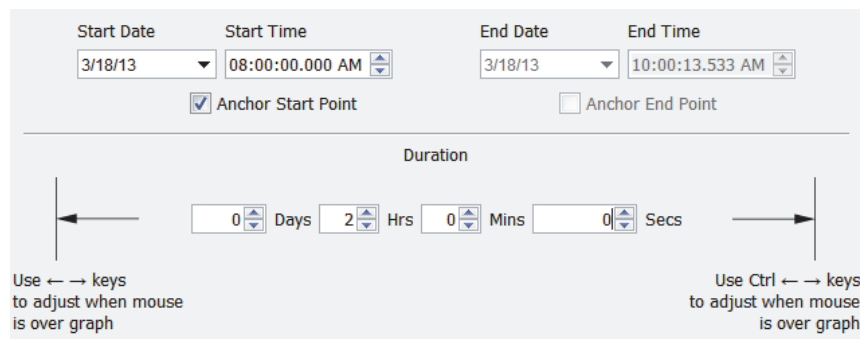 Start Date Start Time End Date End Time
3/18/13 08:00:00.000 AM 3/18/13 10:00:13.533 AM
Anchor Start Point Anchor End Point
Duration
0 Days 2 Hrs 0 Mins 0 Secs
Use ← → keys
to adjust when mouse
is over graph
Use Ctrl ← → keys
to adjust when mouse
is over graph